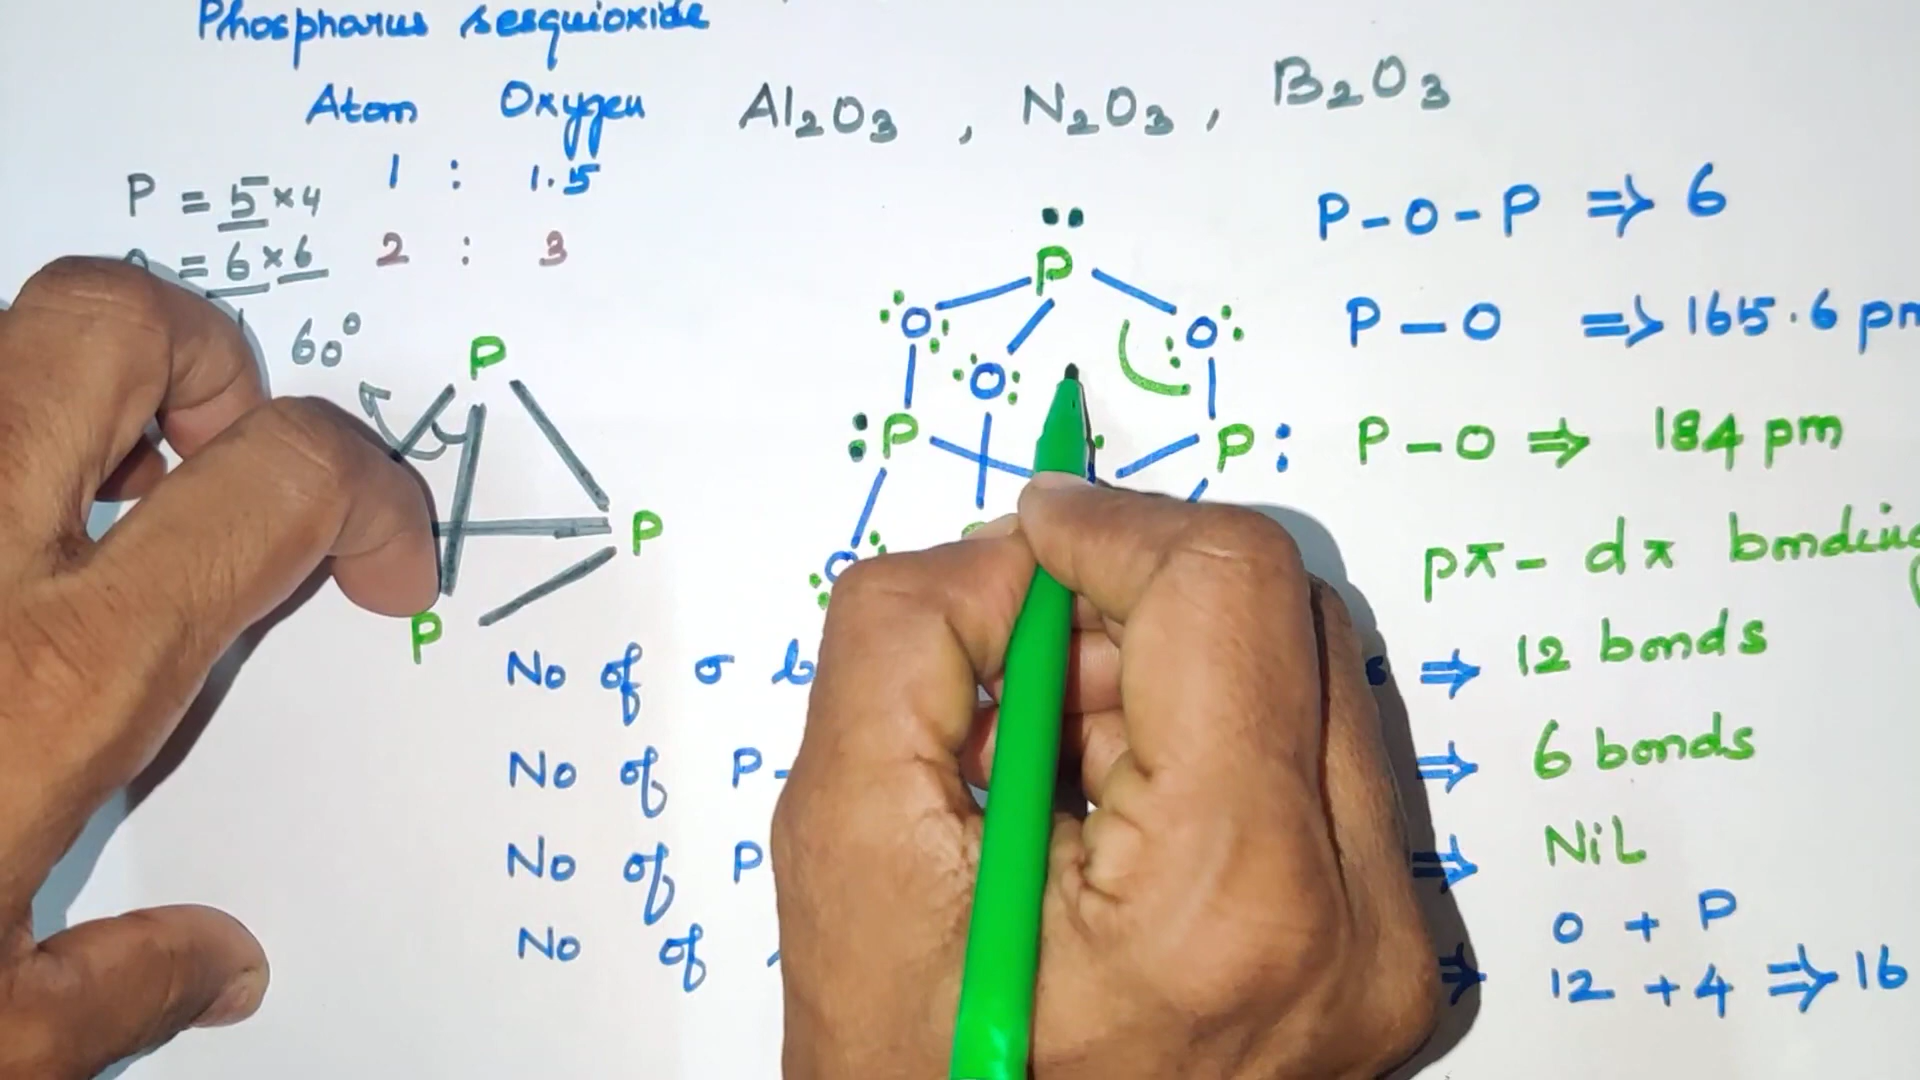 Phosphorus sesquioxide
Atom Oxygen Al2O3 , N2O3 , B2O3
P = 5 × 4 1 : 1.5
= 6 × 6 2 : 3
P - O - P ⇒ 6
P - O ⇒ 165.6 pm
P - O ⇒ 184 pm
pπ - dπ bonding
60°
P
P
P
P
O
O
O
P
P
O
No of σ b ⇒ 12 bonds
No of P - ⇒ 6 bonds
No of P ⇒ NiL
O + P
No of ⇒ 12 + 4 ⇒ 16